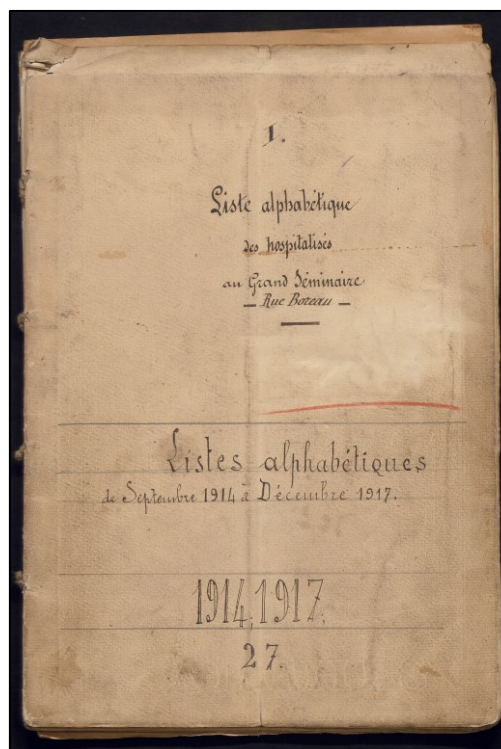 1.
Liste alphabétique
des hospitalisés
au Grand Séminaire
— Rue Boreau —
Listes alphabétiques
de Septembre 1914 à Décembre 1917.
1914, 1917.
27.